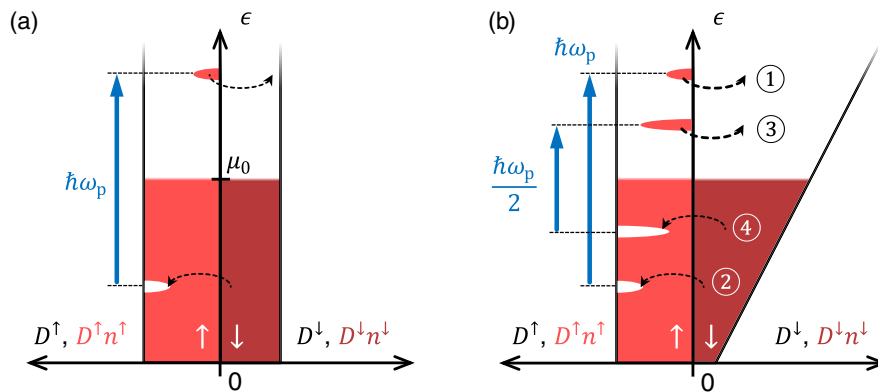 (a)
ϵ
ħω_p
μ_0
D^↑, D^↑n^↑
↑ ↓
D^↓, D^↓n^↓
0
(b)
ϵ
ħω_p
①
③
ħω_p
2
④
②
D^↑, D^↑n^↑
↑ ↓
D^↓, D^↓n^↓
0